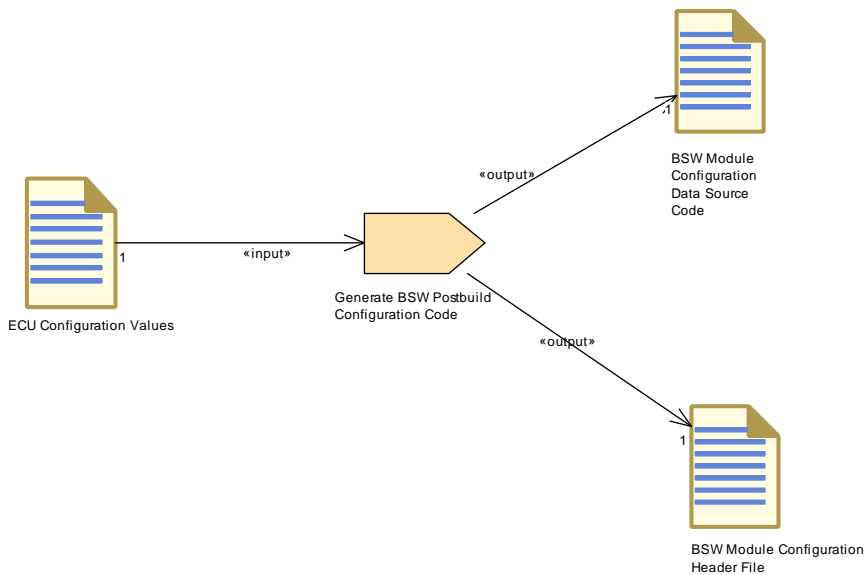 1
BSW Module
Configuration
Data Source
Code
«output»
«input»
1
Generate BSW Postbuild
Configuration Code
ECU Configuration Values
«output»
1
BSW Module Configuration
Header File